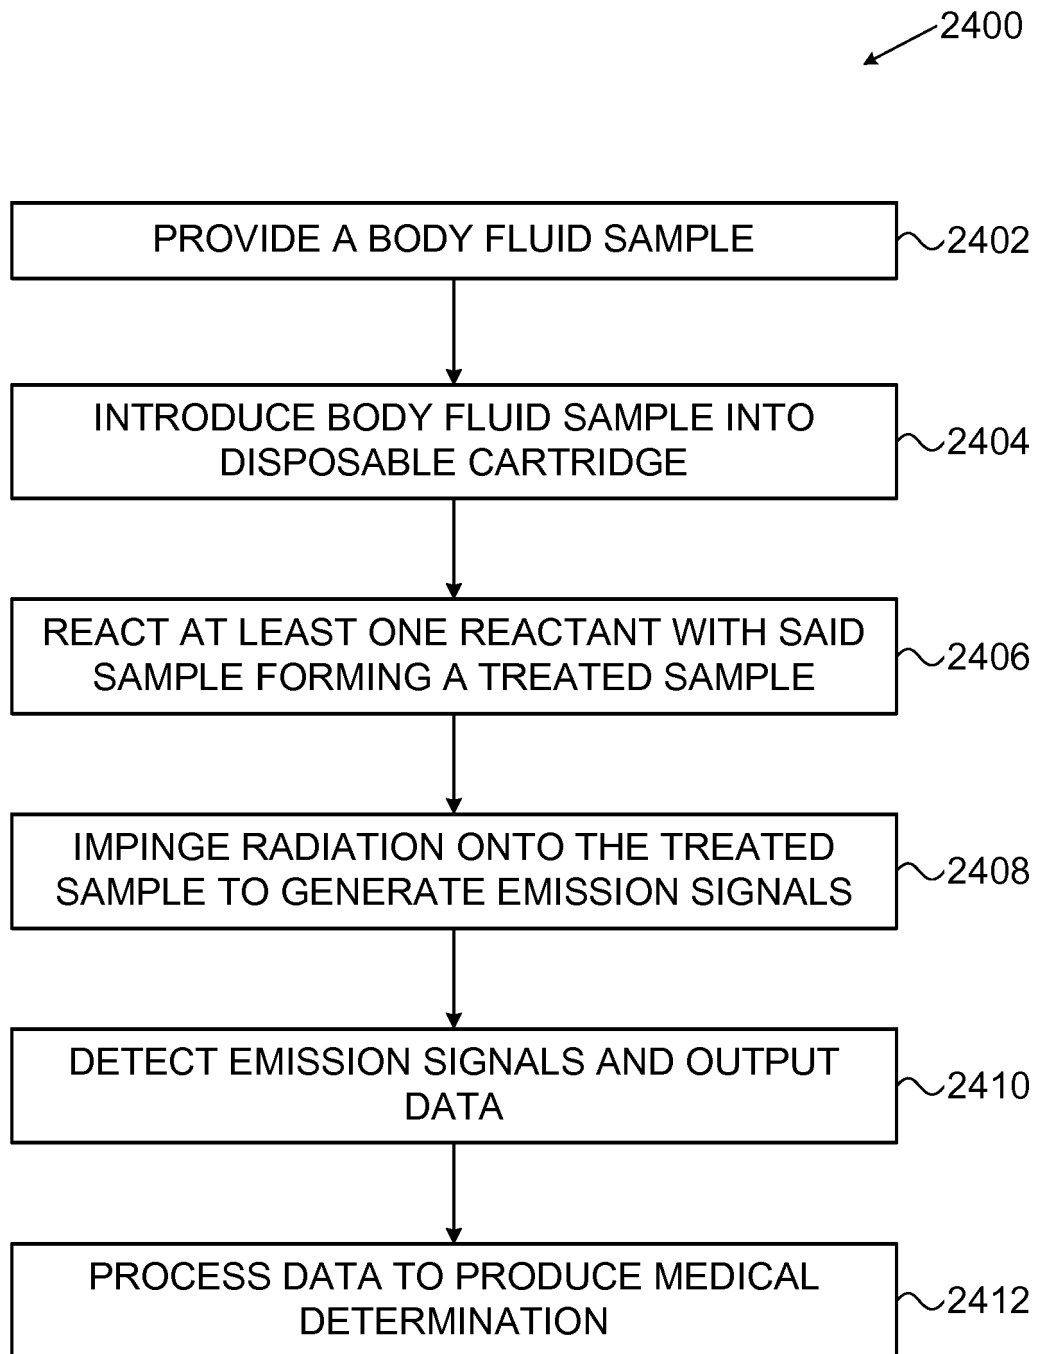 2400
PROVIDE A BODY FLUID SAMPLE
2402
INTRODUCE BODY FLUID SAMPLE INTO
DISPOSABLE CARTRIDGE
2404
REACT AT LEAST ONE REACTANT WITH SAID
SAMPLE FORMING A TREATED SAMPLE
2406
IMPINGE RADIATION ONTO THE TREATED
SAMPLE TO GENERATE EMISSION SIGNALS
2408
DETECT EMISSION SIGNALS AND OUTPUT
DATA
2410
PROCESS DATA TO PRODUCE MEDICAL
DETERMINATION
2412